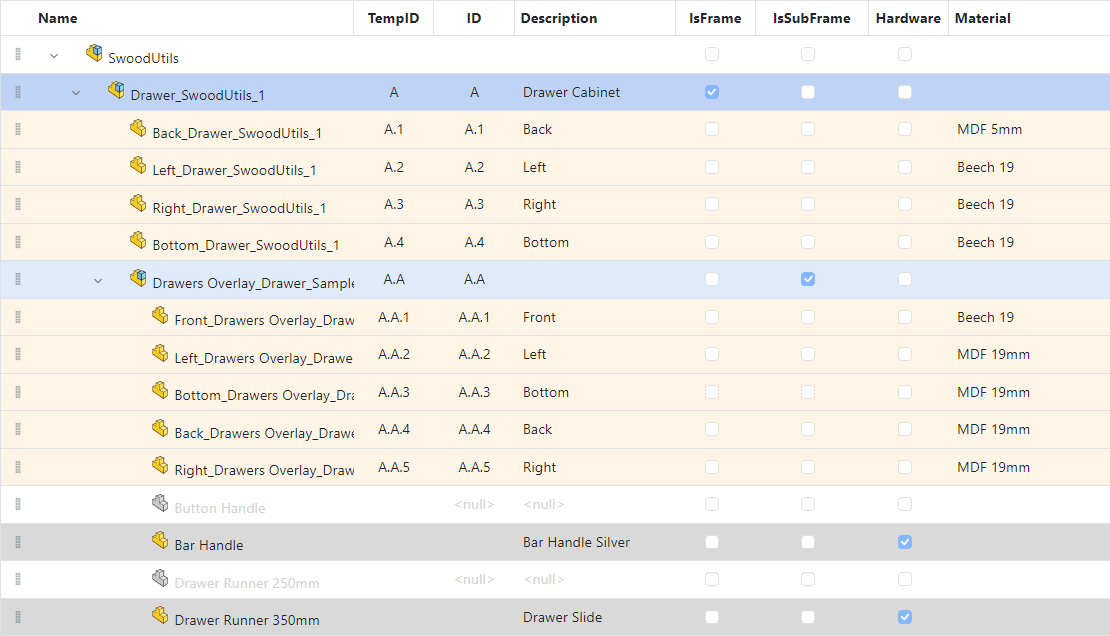 Name TempID ID Description IsFrame IsSubFrame Hardware Material
SwoodUtils
Drawer_SwoodUtils_1 A A Drawer Cabinet
Back_Drawer_SwoodUtils_1 A.1 A.1 Back MDF 5mm
Left_Drawer_SwoodUtils_1 A.2 A.2 Left Beech 19
Right_Drawer_SwoodUtils_1 A.3 A.3 Right Beech 19
Bottom_Drawer_SwoodUtils_1 A.4 A.4 Bottom Beech 19
Drawers Overlay_Drawer_Sample A.A A.A
Front_Drawers Overlay_Draw A.A.1 A.A.1 Front Beech 19
Left_Drawers Overlay_Drawe A.A.2 A.A.2 Left MDF 19mm
Bottom_Drawers Overlay_Dra A.A.3 A.A.3 Bottom MDF 19mm
Back_Drawers Overlay_Drawe A.A.4 A.A.4 Back MDF 19mm
Right_Drawers Overlay_Draw A.A.5 A.A.5 Right MDF 19mm
Button Handle <null> <null>
Bar Handle Bar Handle Silver
Drawer Runner 250mm <null> <null>
Drawer Runner 350mm Drawer Slide